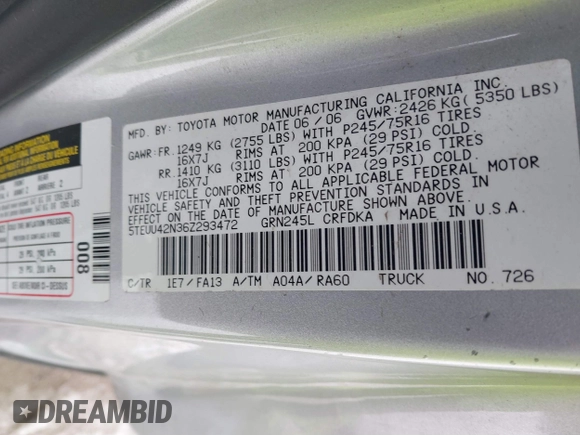 MFD. BY: TOYOTA MOTOR MANUFACTURING CALIFORNIA INC.
DATE 06/06 GVWR:2426 KG( 5350 LBS)
GAWR:FR. 1249 KG (2755 LBS) WITH P245/75R16 TIRES
16X7J RIMS AT 200 KPA (29 PSI) COLD.
RR. 1410 KG (3110 LBS) WITH P245/75R16 TIRES
16X7J RIMS AT 200 KPA (29 PSI) COLD.
THIS VEHICLE CONFORMS TO ALL APPLICABLE FEDERAL MOTOR
VEHICLE SAFETY AND THEFT PREVENTION STANDARDS IN
EFFECT ON THE DATE OF MANUFACTURE SHOWN ABOVE.
5TEUU42N36Z293472 GRN245L CRFDKA MADE IN U.S.A.
C/TR 1E7/FA13 A/TM A04A/RA60 TRUCK NO. 726
800
DREAMBID